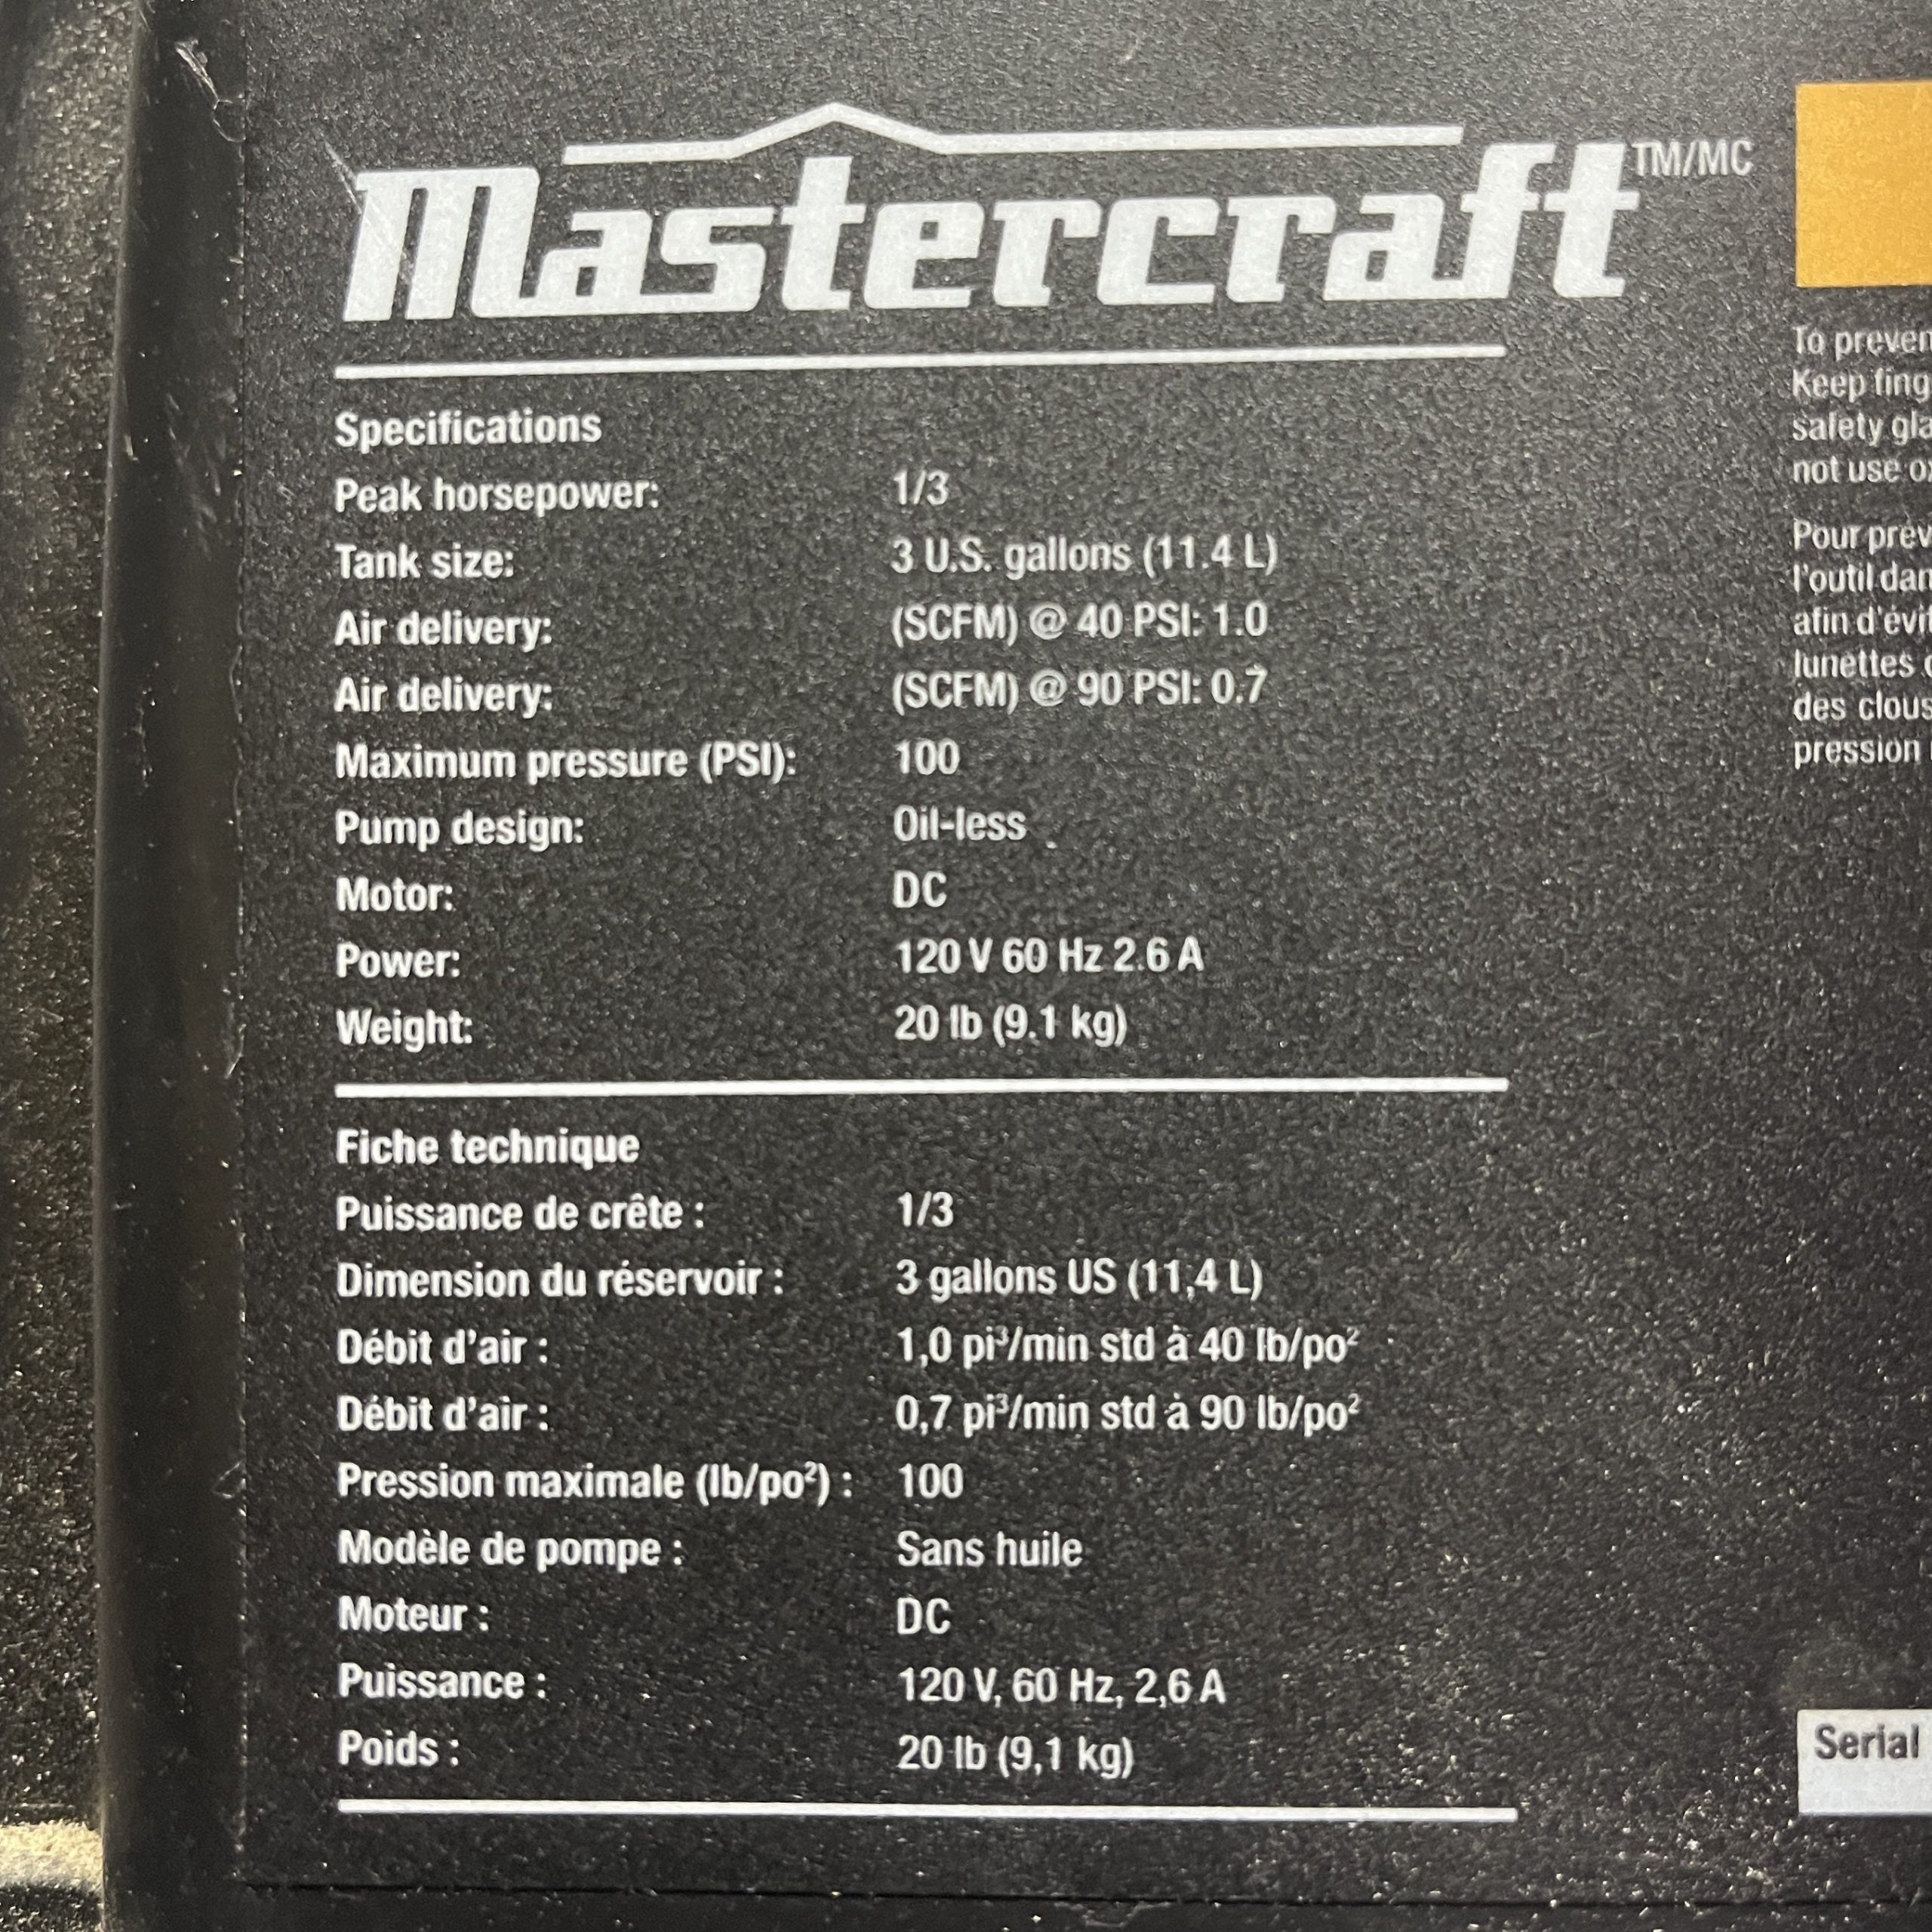 Mastercraft TM/MC
Specifications
Peak horsepower: 1/3
Tank size: 3 U.S. gallons (11.4 L)
Air delivery: (SCFM) @ 40 PSI: 1.0
Air delivery: (SCFM) @ 90 PSI: 0.7
Maximum pressure (PSI): 100
Pump design: Oil-less
Motor: DC
Power: 120 V 60 Hz 2.6 A
Weight: 20 lb (9.1 kg)
Fiche technique
Puissance de crête : 1/3
Dimension du réservoir : 3 gallons US (11,4 L)
Débit d’air : 1,0 pi³/min std à 40 lb/po²
Débit d’air : 0,7 pi³/min std à 90 lb/po²
Pression maximale (lb/po²) : 100
Modèle de pompe : Sans huile
Moteur : DC
Puissance : 120 V, 60 Hz, 2,6 A
Poids : 20 lb (9,1 kg)
To
Keep
safety
not use
Pour
l'outil
afin
lunettes
des clous
pression
Serial